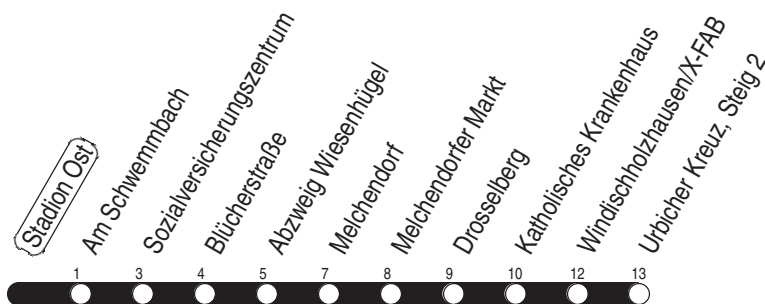 Stadion Ost
Am Schwemmbach
Sozialversicherungszentrum
Blücherstraße
Abzweig Wiesenhügel
Melchendorf
Melchendorfer Markt
Drosselberg
Katholisches Krankenhaus
Windischholzhausen/X-FAB
Urbicher Kreuz, Steig 2
1 3 4 5 7 8 9 10 12 13